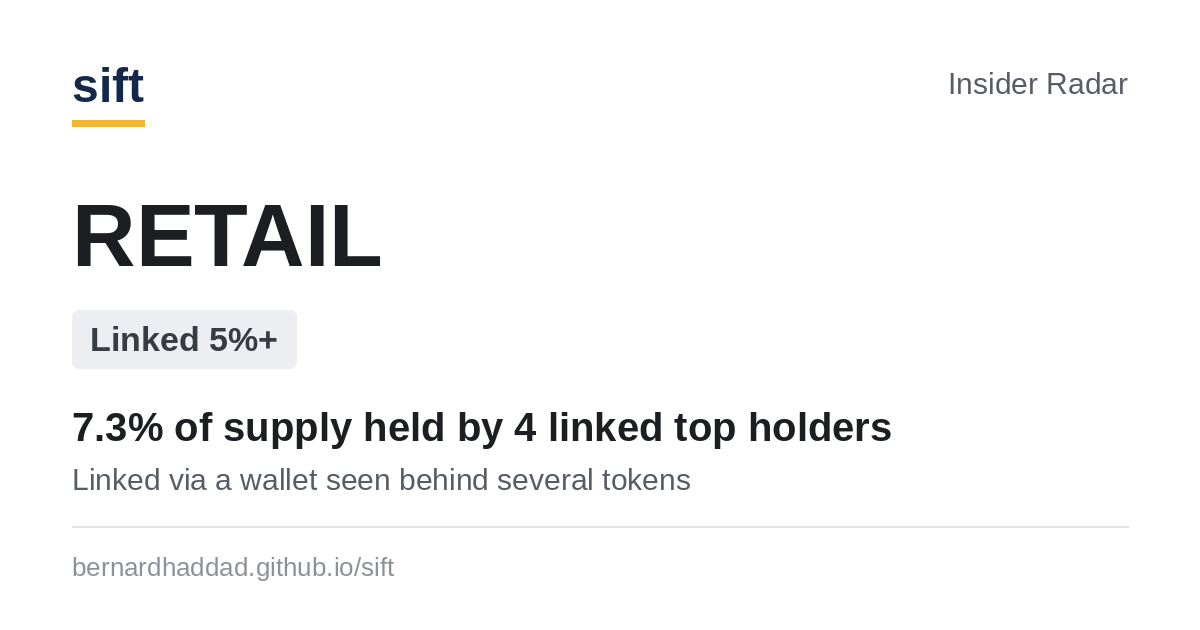 sift
Insider Radar
RETAIL
Linked 5%+
7.3% of supply held by 4 linked top holders
Linked via a wallet seen behind several tokens
bernardhaddad.github.io/sift